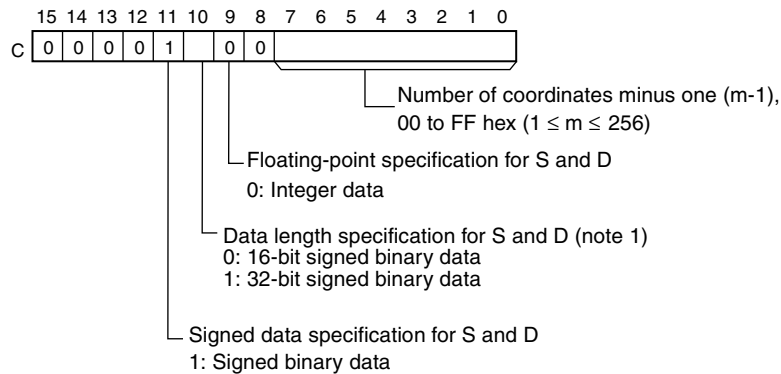 15 14 13 12 11 10 9 8 7 6 5 4 3 2 1 0
C 0 0 0 0 1 0 0
Number of coordinates minus one (m-1),
00 to FF hex (1 ≤ m ≤ 256)
Floating-point specification for S and D
0: Integer data
Data length specification for S and D (note 1)
0: 16-bit signed binary data
1: 32-bit signed binary data
Signed data specification for S and D
1: Signed binary data